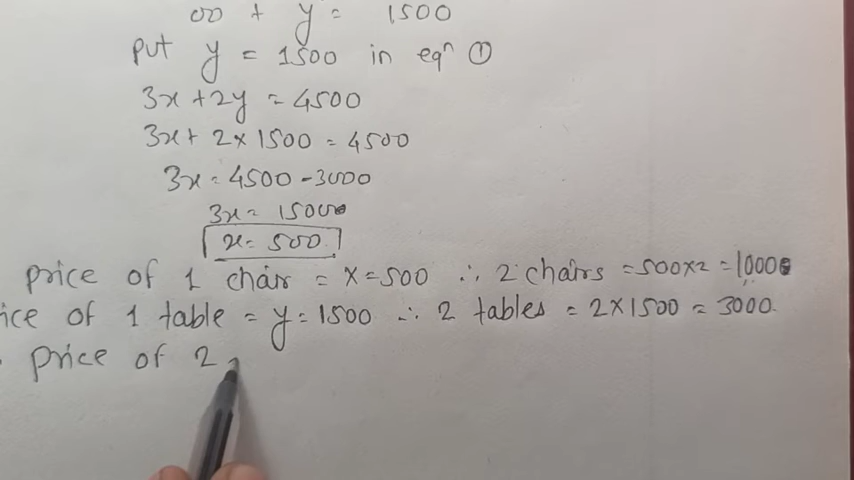 00 + y = 1500
Put y = 1500 in eqⁿ ①
3x + 2y = 4500
3x + 2 × 1500 = 4500
3x = 4500 - 3000
3x = 1500
x = 500
price of 1 chair = x = 500 ∴ 2 chairs = 500 × 2 = 1000
ice of 1 table = y = 1500 ∴ 2 tables = 2 × 1500 = 3000.
price of 2